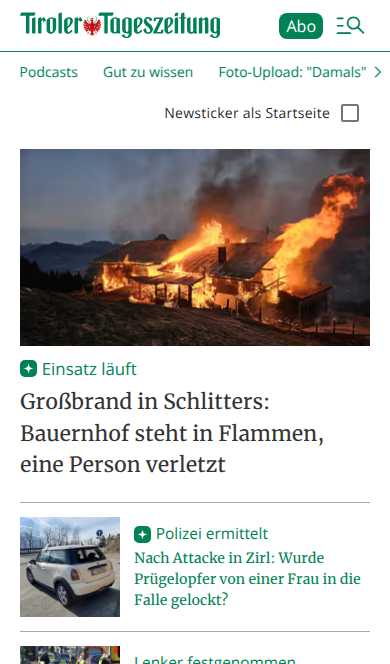 Tiroler Tageszeitung
Abo
Podcasts Gut zu wissen Foto-Upload: "Damals"
Newsticker als Startseite
Einsatz läuft
Großbrand in Schlitters:
Bauernhof steht in Flammen,
eine Person verletzt
Polizei ermittelt
Nach Attacke in Zirl: Wurde
Prügelopfer von einer Frau in die
Falle gelockt?
Lenker festgenommen